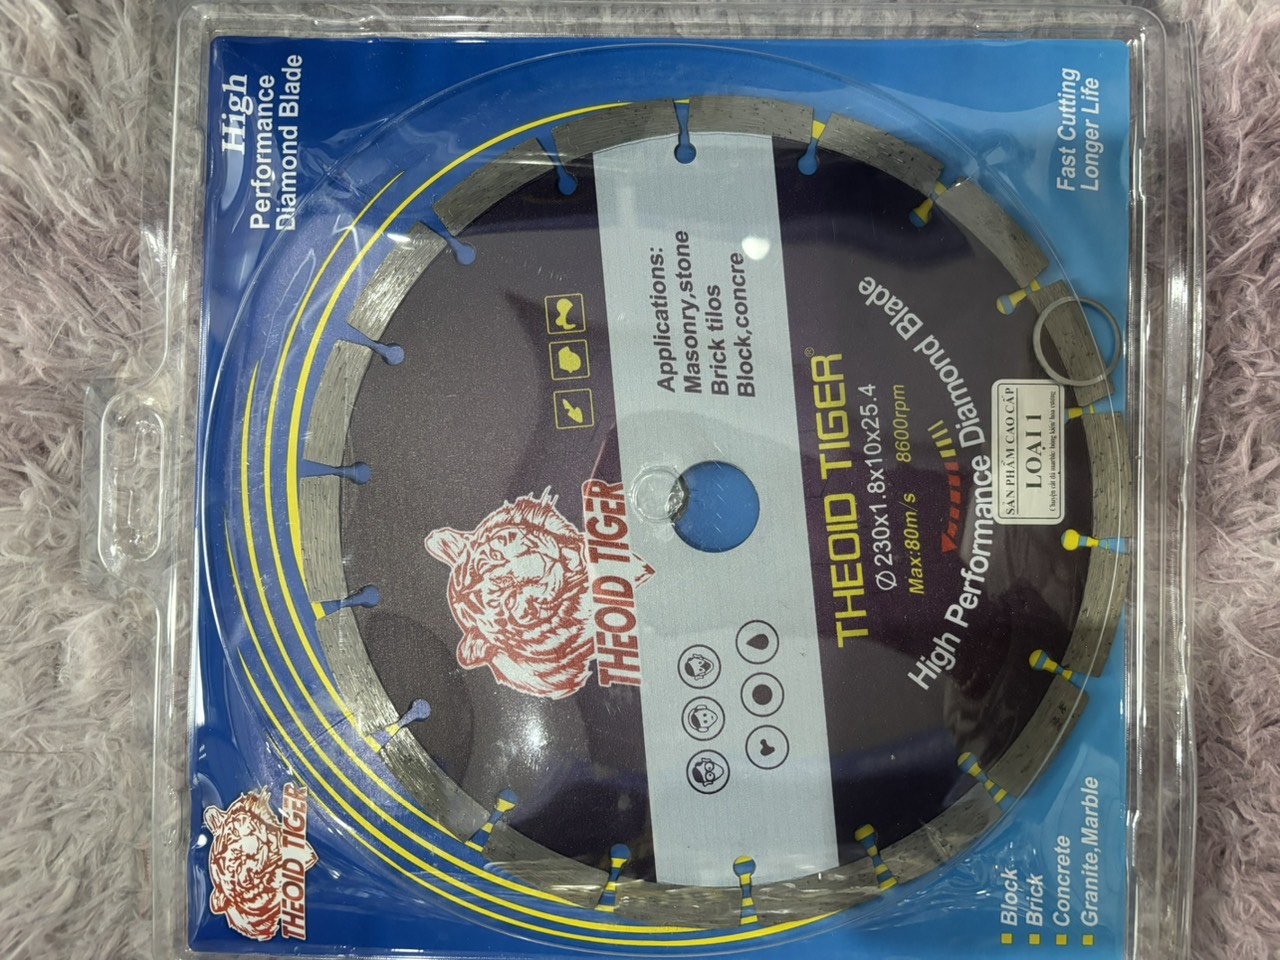 High
Performance
Diamond Blade
Fast Cutting
Longer Life
Applications:
Masonry,stone
Brick tilos
Block,concre
THEOID TIGER
THEOID TIGER®
Ø 230x1.8x10x25.4
Max:80m/s 8600rpm
High Performance Diamond Blade
SẢN PHẨM CAO CẤP
LOẠI 1
THEOID TIGER
Block
Brick
Concrete
Granite,Marble